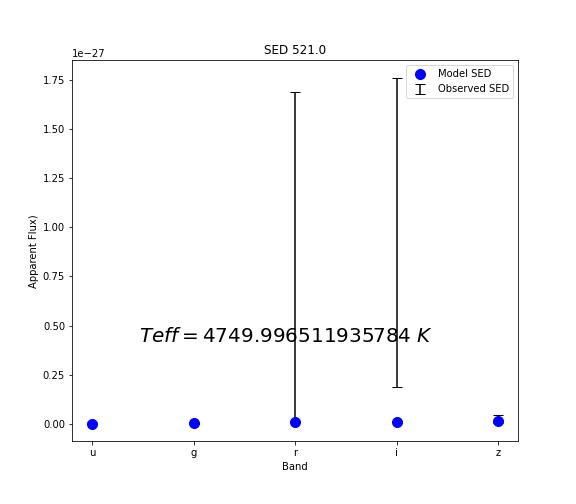 SED 521.0
1e−27
Model SED
Observed SED
1.75
1.50
1.25
1.00
0.75
0.50
0.25
0.00
Apparent Flux)
Teff = 4749.996511935784 K
u g r i z
Band